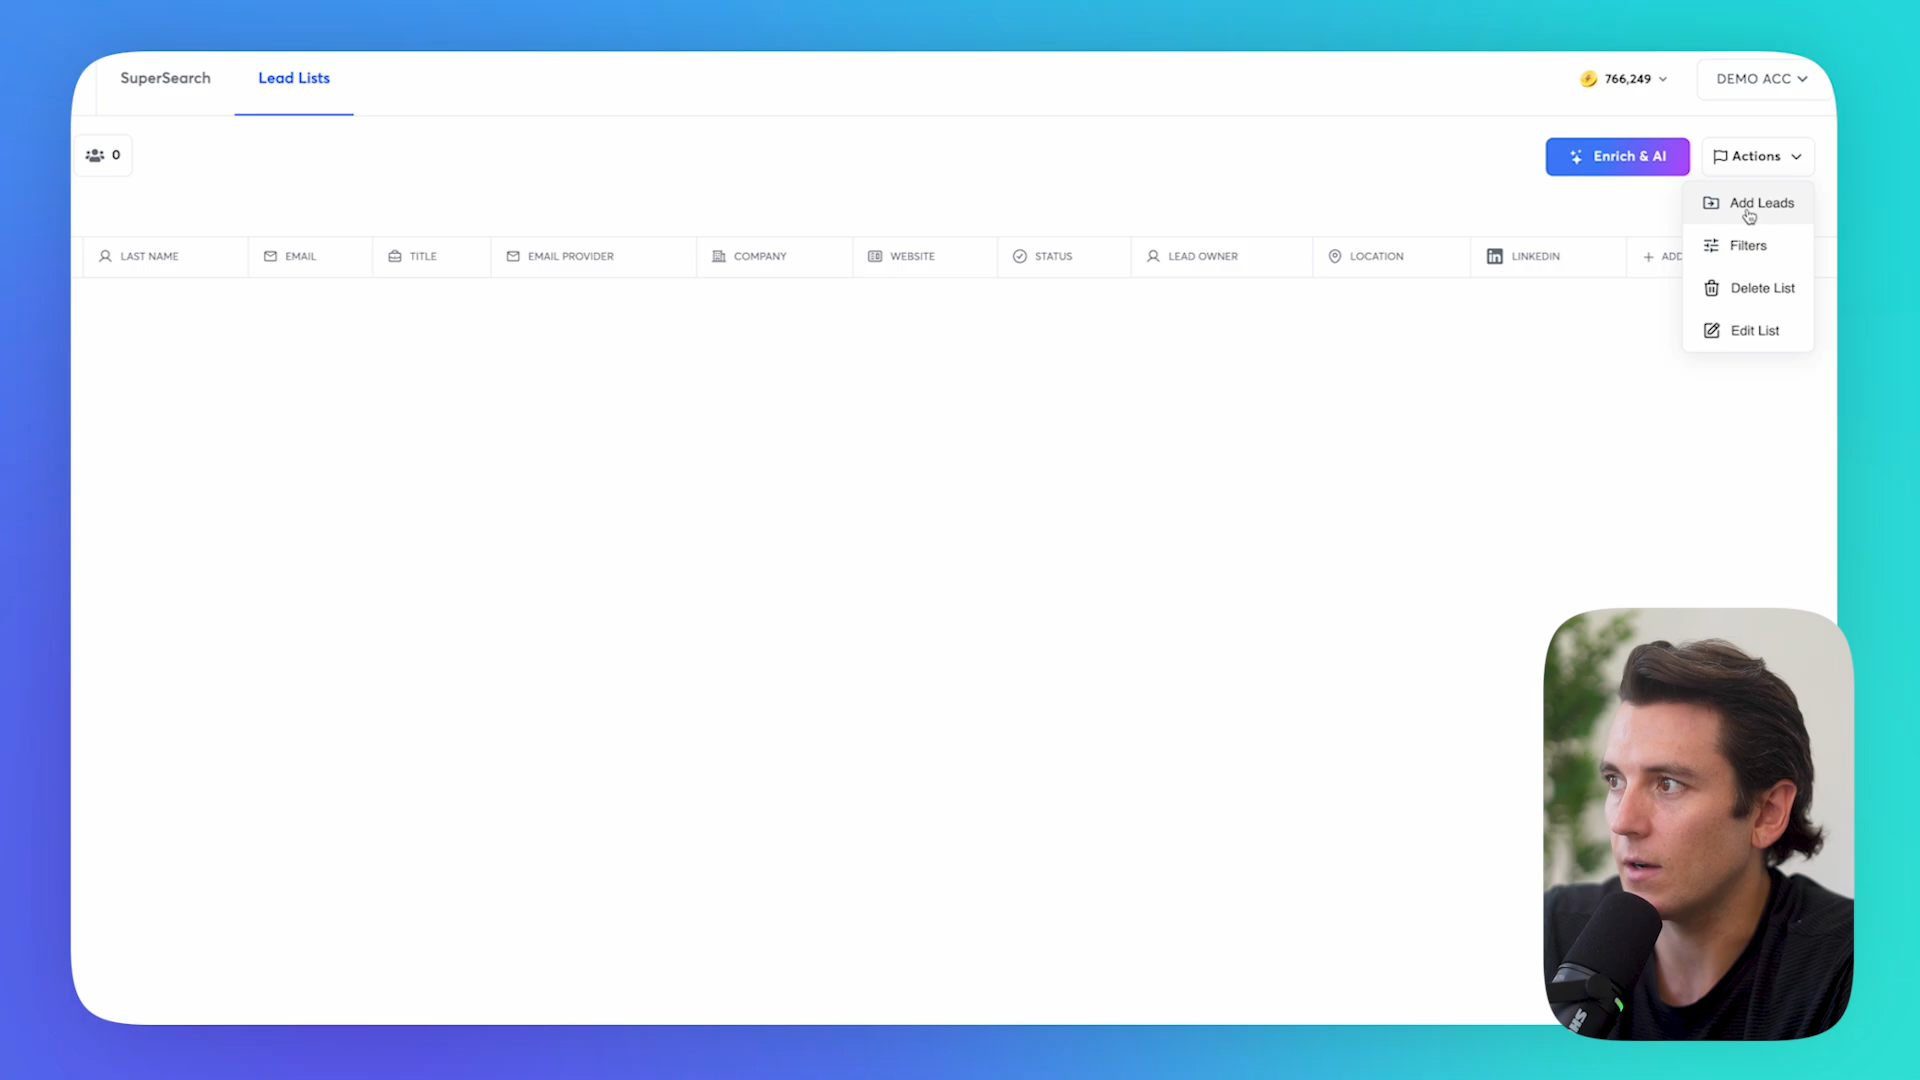 SuperSearch
Lead Lists
766,249
DEMO ACC
0
Enrich & AI
Actions
Add Leads
Filters
Delete List
Edit List
LAST NAME
EMAIL
TITLE
EMAIL PROVIDER
COMPANY
WEBSITE
STATUS
LEAD OWNER
LOCATION
LINKEDIN
ADD